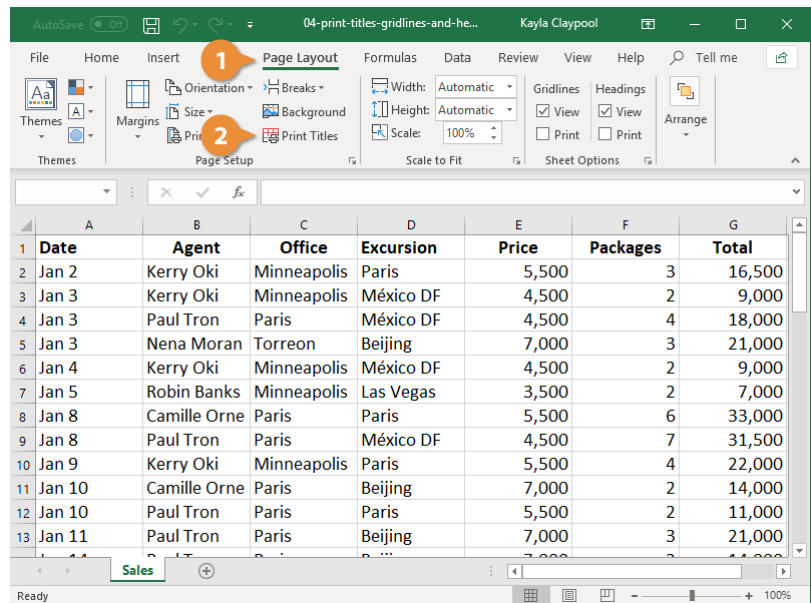 AutoSave Off 04-print-titles-gridlines-and-he... Kayla Claypool
File Home Insert 1 Page Layout Formulas Data Review View Help Tell me
Themes Margins Orientation Breaks Width: Automatic Gridlines Headings Arrange
Size Background Height: Automatic View View
2 Print Titles Scale: 100% Print Print
Themes Page Setup Scale to Fit Sheet Options
fx
A B C D E F G
1 Date Agent Office Excursion Price Packages Total
2 Jan 2 Kerry Oki Minneapolis Paris 5,500 3 16,500
3 Jan 3 Kerry Oki Minneapolis México DF 4,500 2 9,000
4 Jan 3 Paul Tron Paris México DF 4,500 4 18,000
5 Jan 3 Nena Moran Torreon Beijing 7,000 3 21,000
6 Jan 4 Kerry Oki Minneapolis México DF 4,500 2 9,000
7 Jan 5 Robin Banks Minneapolis Las Vegas 3,500 2 7,000
8 Jan 8 Camille Orne Paris Paris 5,500 6 33,000
9 Jan 8 Paul Tron Paris México DF 4,500 7 31,500
10 Jan 9 Kerry Oki Minneapolis Paris 5,500 4 22,000
11 Jan 10 Camille Orne Paris Beijing 7,000 2 14,000
12 Jan 10 Paul Tron Paris Paris 5,500 2 11,000
13 Jan 11 Paul Tron Paris Beijing 7,000 3 21,000
Sales
Ready 100%